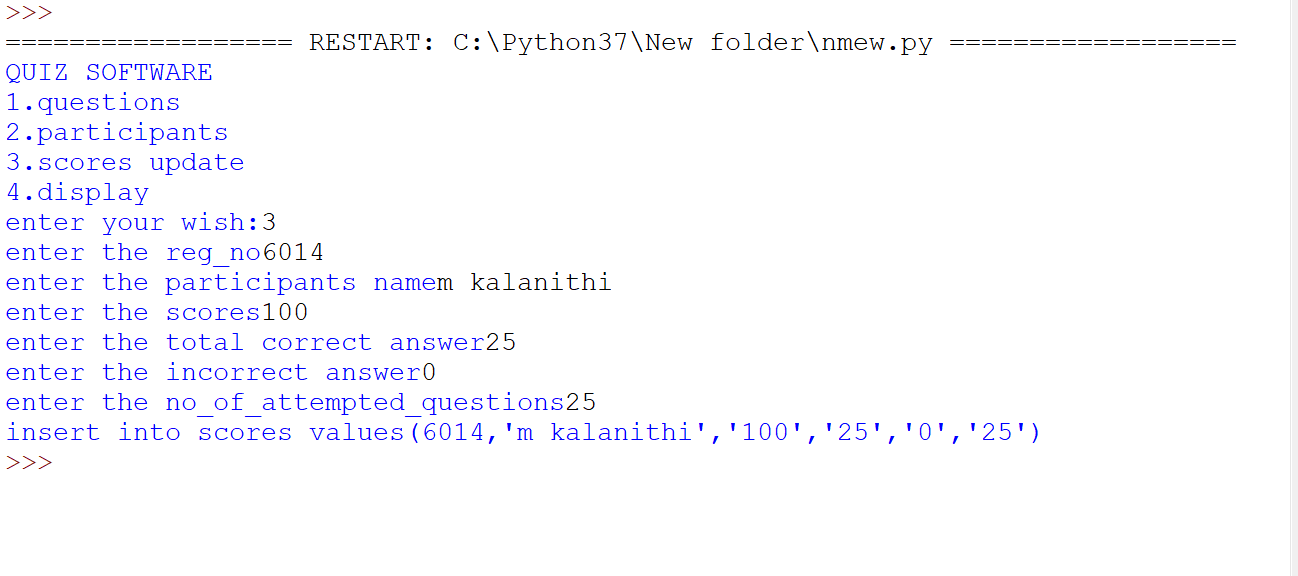 >>>
================== RESTART: C:\Python37\New folder\nmew.py ==================
QUIZ SOFTWARE
1.questions
2.participants
3.scores update
4.display
enter your wish:3
enter the reg_no6014
enter the participants namem kalanithi
enter the scores100
enter the total correct answer25
enter the incorrect answer0
enter the no_of_attempted_questions25
insert into scores values(6014,'m kalanithi','100','25','0','25')
>>>